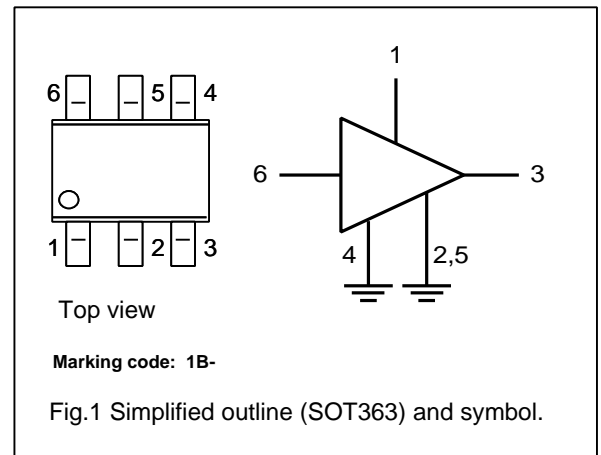 1
6 5 4
6 3
4 2,5
1 2 3
Top view
Marking code: 1B-
Fig.1 Simplified outline (SOT363) and symbol.